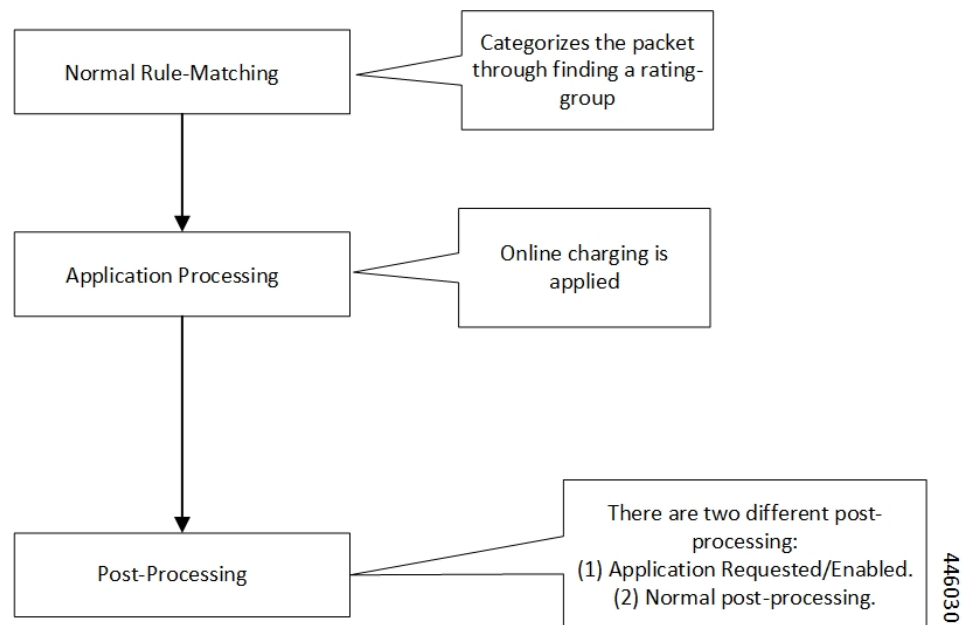 Normal Rule-Matching
Categorizes the packet
through finding a rating-
group
Application Processing
Online charging is
applied
Post-Processing
There are two different post-
processing:
(1) Application Requested/Enabled.
(2) Normal post-processing.
446030